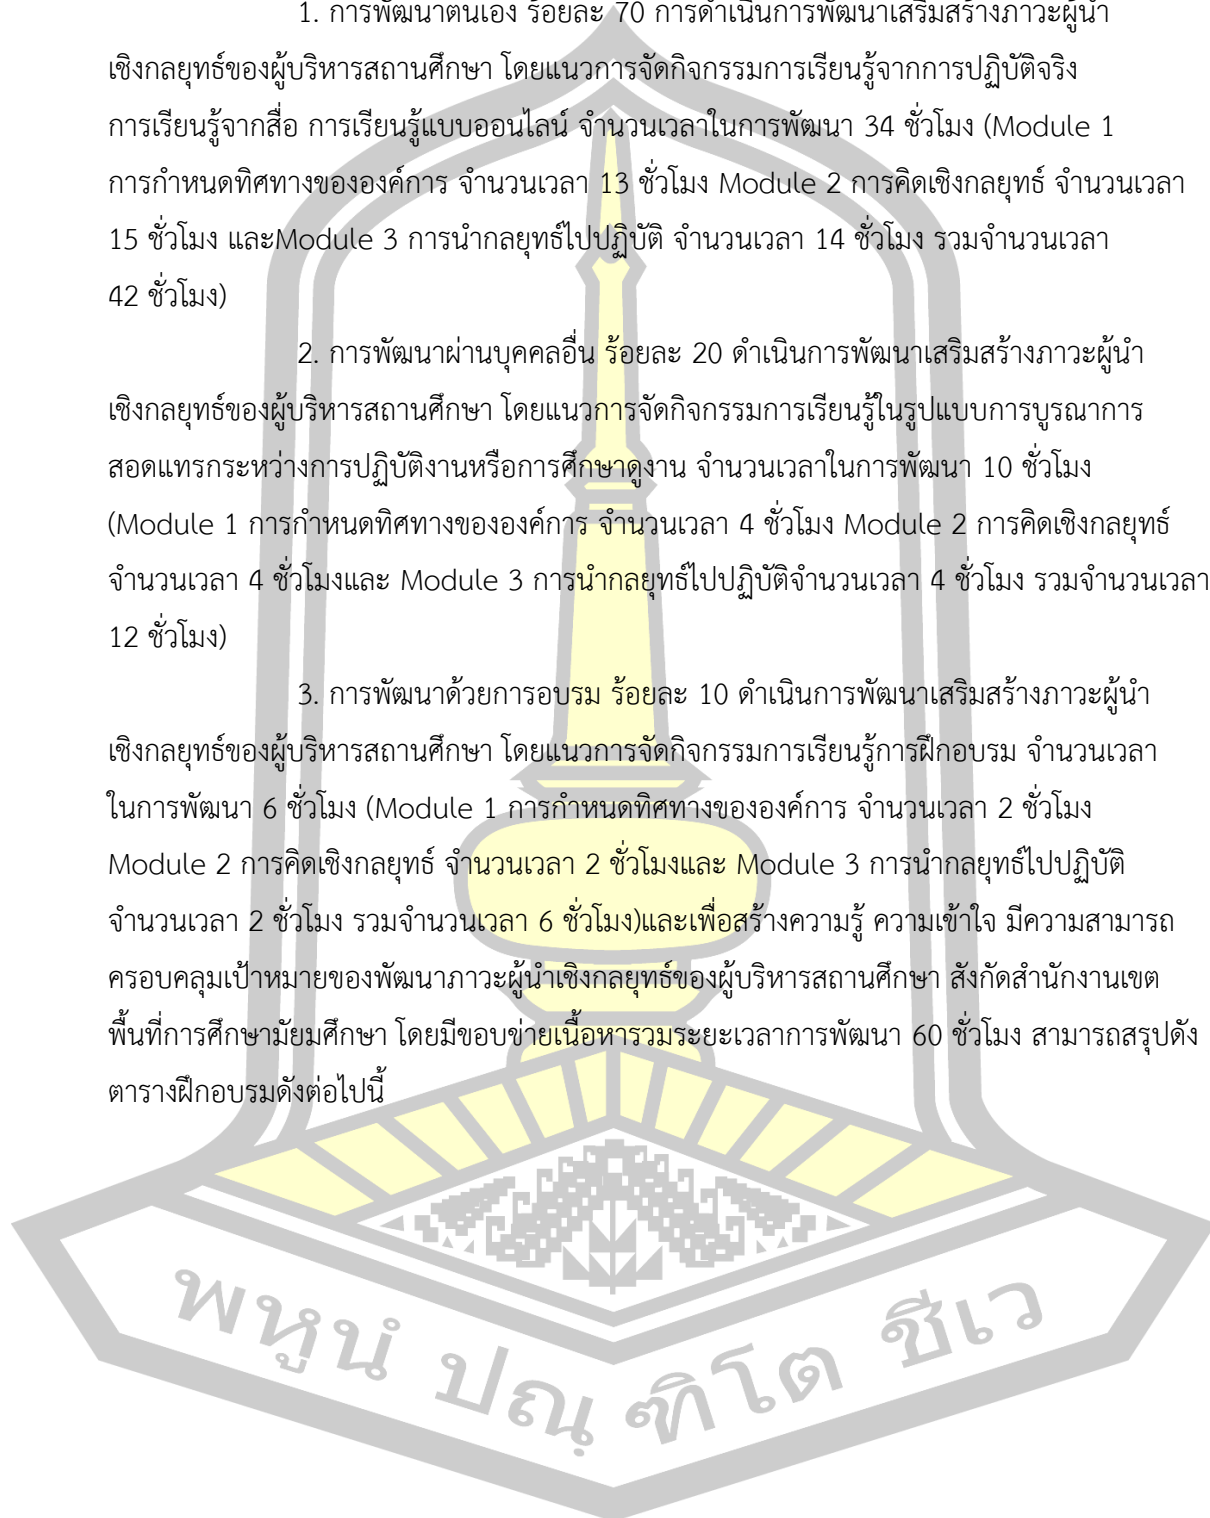 1. การพัฒนาตนเอง ร้อยละ 70 การดำเนินการพัฒนาเสริมสร้างภาวะผู้นำ
เชิงกลยุทธ์ของผู้บริหารสถานศึกษา โดยแนวการจัดกิจกรรมการเรียนรู้จากการปฏิบัติจริง
การเรียนรู้จากสื่อ การเรียนรู้แบบออนไลน์ จำนวนเวลาในการพัฒนา 34 ชั่วโมง (Module 1
การกำหนดทิศทางขององค์การ จำนวนเวลา 13 ชั่วโมง Module 2 การคิดเชิงกลยุทธ์ จำนวนเวลา
15 ชั่วโมง และModule 3 การนำกลยุทธ์ไปปฏิบัติ จำนวนเวลา 14 ชั่วโมง รวมจำนวนเวลา
42 ชั่วโมง)
2. การพัฒนาผ่านบุคคลอื่น ร้อยละ 20 ดำเนินการพัฒนาเสริมสร้างภาวะผู้นำ
เชิงกลยุทธ์ของผู้บริหารสถานศึกษา โดยแนวการจัดกิจกรรมการเรียนรู้ในรูปแบบการบูรณาการ
สอดแทรกระหว่างการปฏิบัติงานหรือการศึกษาดูงาน จำนวนเวลาในการพัฒนา 10 ชั่วโมง
(Module 1 การกำหนดทิศทางขององค์การ จำนวนเวลา 4 ชั่วโมง Module 2 การคิดเชิงกลยุทธ์
จำนวนเวลา 4 ชั่วโมงและ Module 3 การนำกลยุทธ์ไปปฏิบัติจำนวนเวลา 4 ชั่วโมง รวมจำนวนเวลา
12 ชั่วโมง)
3. การพัฒนาด้วยการอบรม ร้อยละ 10 ดำเนินการพัฒนาเสริมสร้างภาวะผู้นำ
เชิงกลยุทธ์ของผู้บริหารสถานศึกษา โดยแนวการจัดกิจกรรมการเรียนรู้การฝึกอบรม จำนวนเวลา
ในการพัฒนา 6 ชั่วโมง (Module 1 การกำหนดทิศทางขององค์การ จำนวนเวลา 2 ชั่วโมง
Module 2 การคิดเชิงกลยุทธ์ จำนวนเวลา 2 ชั่วโมงและ Module 3 การนำกลยุทธ์ไปปฏิบัติ
จำนวนเวลา 2 ชั่วโมง รวมจำนวนเวลา 6 ชั่วโมง)และเพื่อสร้างความรู้ ความเข้าใจ มีความสามารถ
ครอบคลุมเป้าหมายของพัฒนาภาวะผู้นำเชิงกลยุทธ์ของผู้บริหารสถานศึกษา สังกัดสำนักงานเขต
พื้นที่การศึกษามัธยมศึกษา โดยมีขอบข่ายเนื้อหารวมระยะเวลาการพัฒนา 60 ชั่วโมง สามารถสรุปดัง
ตารางฝึกอบรมดังต่อไปนี้
พหูนํ ปณฺฑิโต ชีเว